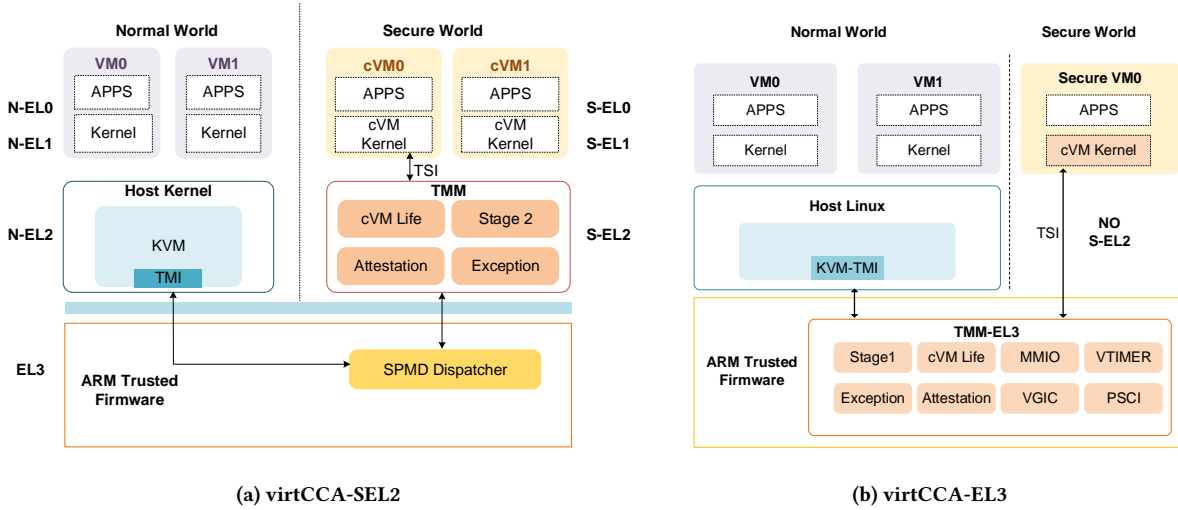 Normal World
Secure World
VM0
VM1
cVM0
cVM1
APPS
APPS
APPS
APPS
N-EL0
S-EL0
Kernel
Kernel
cVM
Kernel
cVM
Kernel
N-EL1
S-EL1
TSI
Host Kernel
TMM
cVM Life
Stage 2
N-EL2
KVM
S-EL2
Attestation
Exception
TMI
EL3
SPMD Dispatcher
ARM Trusted
Firmware
(a) virtCCA-SEL2
Normal World
Secure World
VM0
VM1
Secure VM0
APPS
APPS
APPS
Kernel
Kernel
cVM Kernel
Host Linux
TSI
NO
S-EL2
KVM-TMI
TMM-EL3
ARM Trusted
Firmware
Stage1
cVM Life
MMIO
VTIMER
Exception
Attestation
VGIC
PSCI
(b) virtCCA-EL3